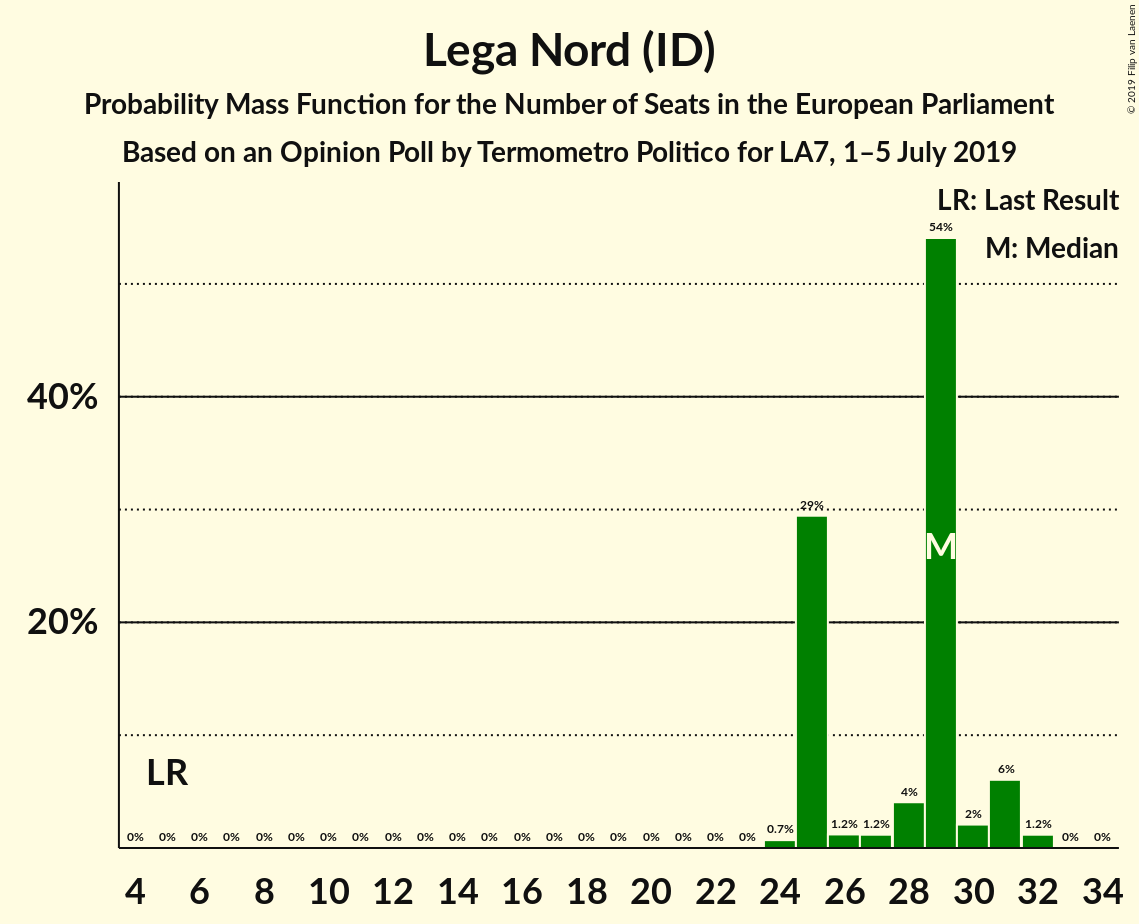 Lega Nord (ID)
Probability Mass Function for the Number of Seats in the European Parliament
Based on an Opinion Poll by Termometro Politico for LA7, 1–5 July 2019
© 2019 Filip van Laenen
LR: Last Result
M: Median
54%
40%
29%
M
20%
LR
0% 0% 0% 0% 0% 0% 0% 0% 0% 0% 0% 0% 0% 0% 0% 0% 0% 0% 0% 0% 0.7% 1.2% 1.2% 4% 2% 6% 1.2% 0% 0%
4 6 8 10 12 14 16 18 20 22 24 26 28 30 32 34